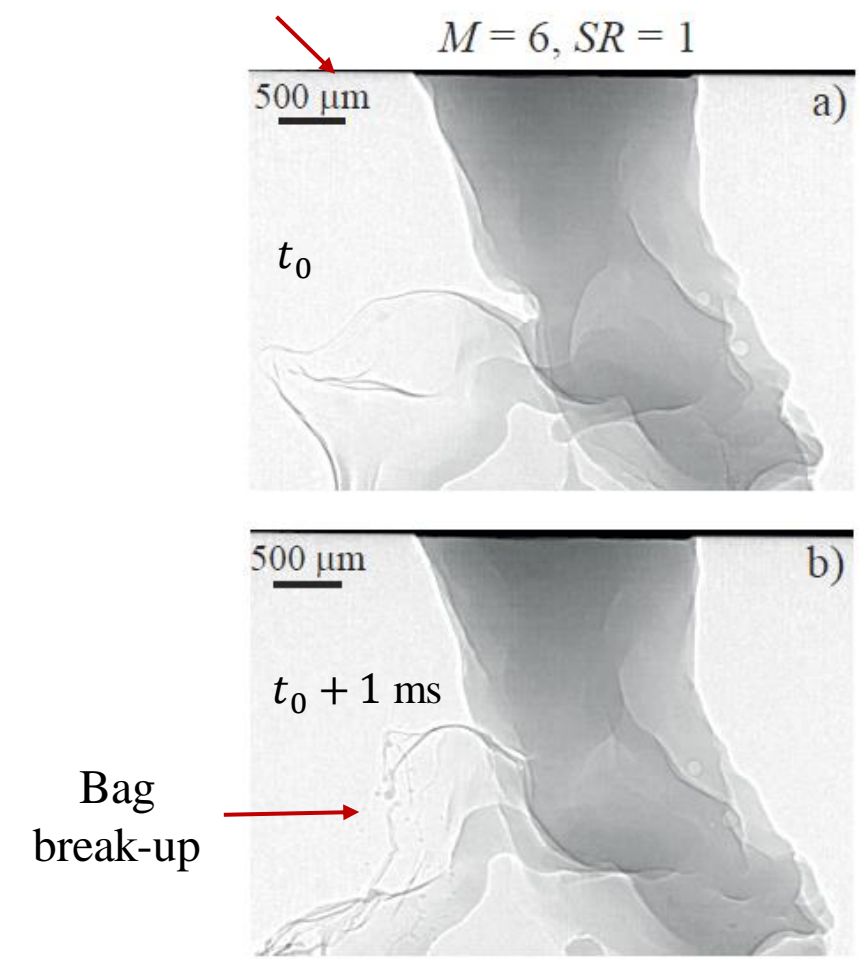 M = 6, SR = 1
500 μm
a)
t₀
500 μm
b)
t₀ + 1 ms
Bag
break-up